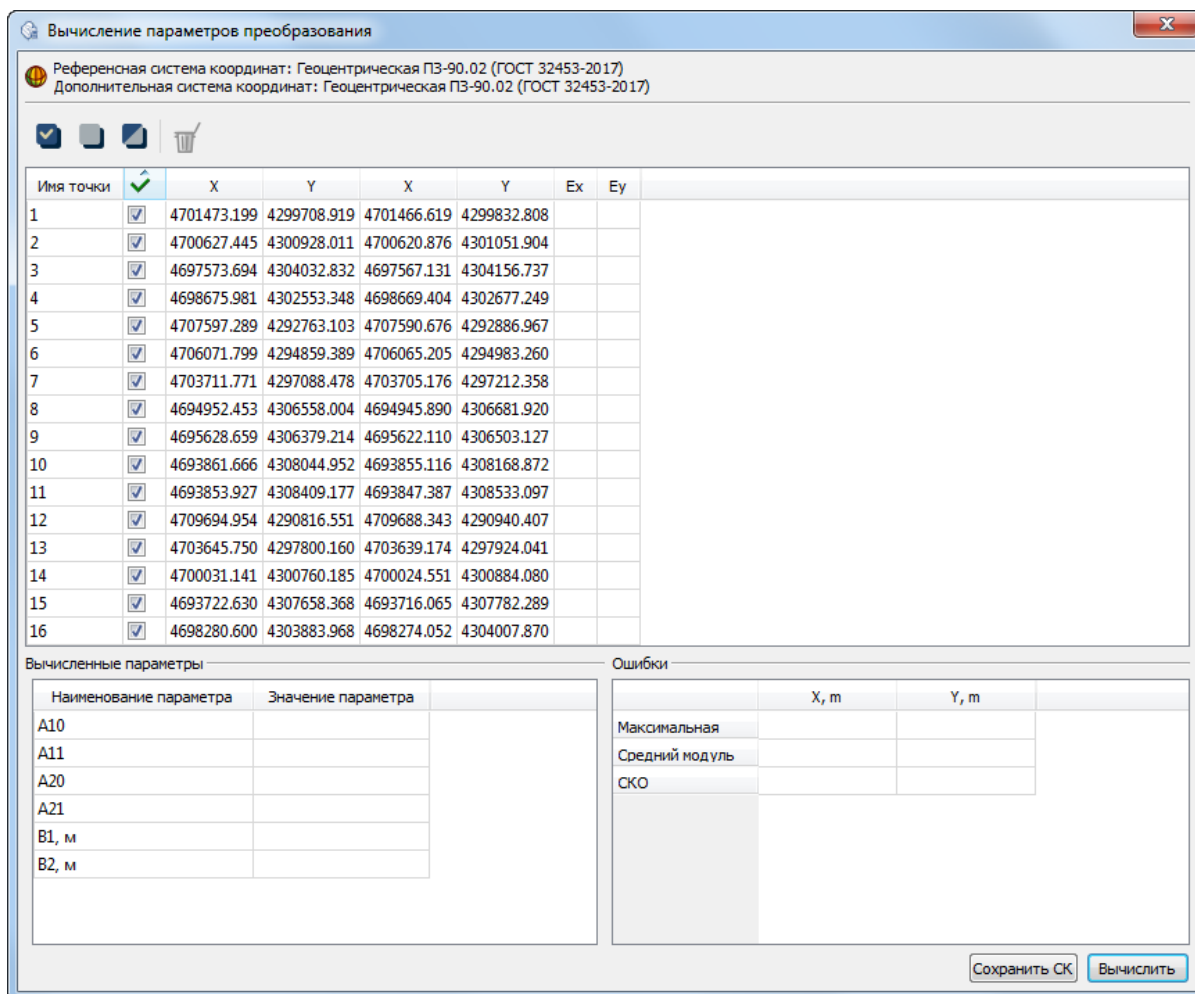 Вычисление параметров преобразования
Референсная система координат: Геоцентрическая ПЗ-90.02 (ГОСТ 32453-2017)
Дополнительная система координат: Геоцентрическая ПЗ-90.02 (ГОСТ 32453-2017)
Имя точки X Y X Y Ex Ey
1 4701473.199 4299708.919 4701466.619 4299832.808
2 4700627.445 4300928.011 4700620.876 4301051.904
3 4697573.694 4304032.832 4697567.131 4304156.737
4 4698675.981 4302553.348 4698669.404 4302677.249
5 4707597.289 4292763.103 4707590.676 4292886.967
6 4706071.799 4294859.389 4706065.205 4294983.260
7 4703711.771 4297088.478 4703705.176 4297212.358
8 4694952.453 4306558.004 4694945.890 4306681.920
9 4695628.659 4306379.214 4695622.110 4306503.127
10 4693861.666 4308044.952 4693855.116 4308168.872
11 4693853.927 4308409.177 4693847.387 4308533.097
12 4709694.954 4290816.551 4709688.343 4290940.407
13 4703645.750 4297800.160 4703639.174 4297924.041
14 4700031.141 4300760.185 4700024.551 4300884.080
15 4693722.630 4307658.368 4693716.065 4307782.289
16 4698280.600 4303883.968 4698274.052 4304007.870
Вычисленные параметры
Наименование параметра Значение параметра
A10
A11
A20
A21
B1, м
B2, м
Ошибки
X, m Y, m
Максимальная
Средний модуль
СКО
Сохранить СК Вычислить